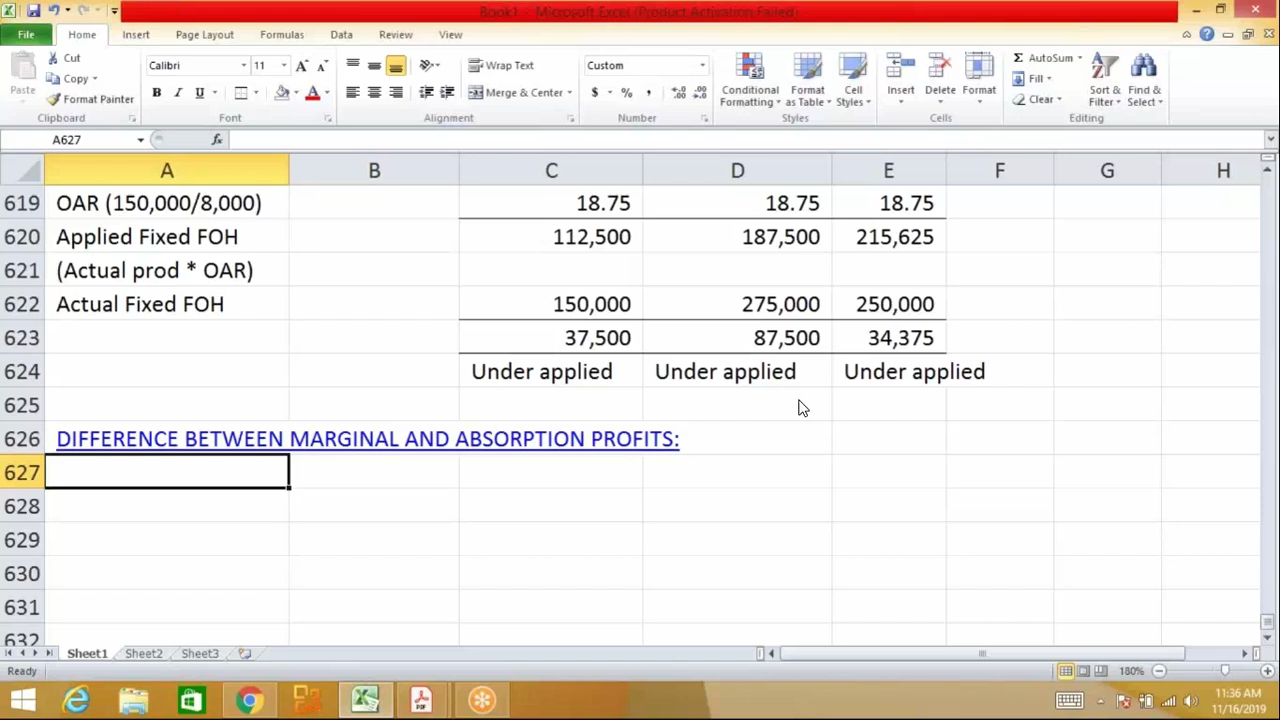 Book1 - Microsoft Excel (Product Activation Failed)
File Home Insert Page Layout Formulas Data Review View
Paste
Cut
Copy
Format Painter
Clipboard
Calibri 11
B I U
Font
Wrap Text
Merge & Center
Alignment
Custom
$ % ,
Number
Conditional Formatting
Format as Table
Cell Styles
Styles
Insert Delete Format
Cells
AutoSum
Fill
Clear
Sort & Filter
Find & Select
Editing
A627 fx
A B C D E F G H
619 OAR (150,000/8,000) 18.75 18.75 18.75
620 Applied Fixed FOH 112,500 187,500 215,625
621 (Actual prod * OAR)
622 Actual Fixed FOH 150,000 275,000 250,000
623 37,500 87,500 34,375
624 Under applied Under applied Under applied
625
626 DIFFERENCE BETWEEN MARGINAL AND ABSORPTION PROFITS:
627
628
629
630
631
632
Sheet1 Sheet2 Sheet3
Ready 180%
11:36 AM
11/16/2019